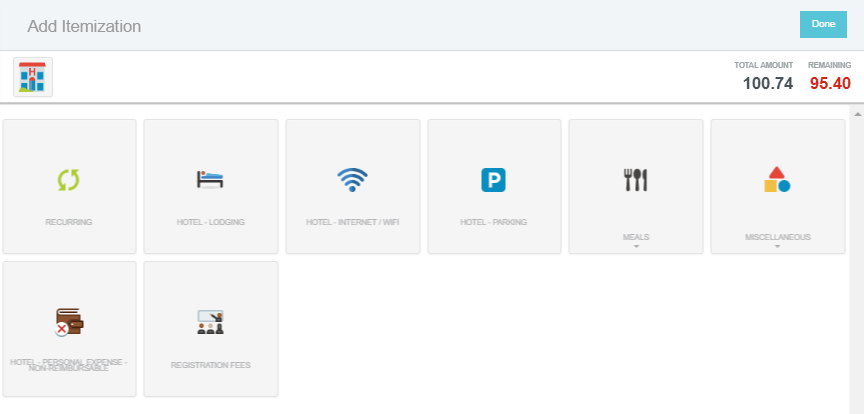 Add Itemization
Done
H
TOTAL AMOUNT
REMAINING
100.74
95.40
RECURRING
HOTEL - LODGING
HOTEL - INTERNET / WIFI
P
HOTEL - PARKING
MEALS
MISCELLANEOUS
HOTEL - PERSONAL EXPENSE -
NON-REIMBURSABLE
REGISTRATION FEES